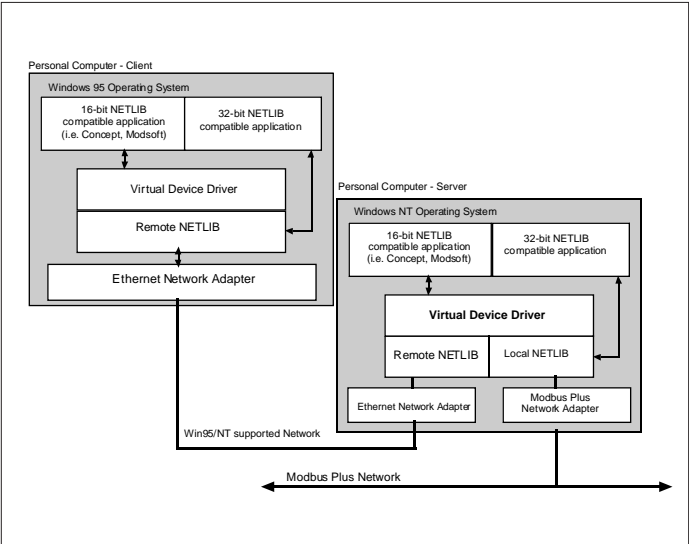 Personal Computer - Client
Windows 95 Operating System
16-bit NETLIB
compatible application
(i.e. Concept, Modsoft)
32-bit NETLIB
compatible application
Virtual Device Driver
Remote NETLIB
Ethernet Network Adapter
Personal Computer - Server
Windows NT Operating System
16-bit NETLIB
compatible application
(i.e. Concept, Modsoft)
32-bit NETLIB
compatible application
Virtual Device Driver
Remote NETLIB
Local NETLIB
Ethernet Network Adapter
Modbus Plus
Network Adapter
Win95/NT supported Network
Modbus Plus Network